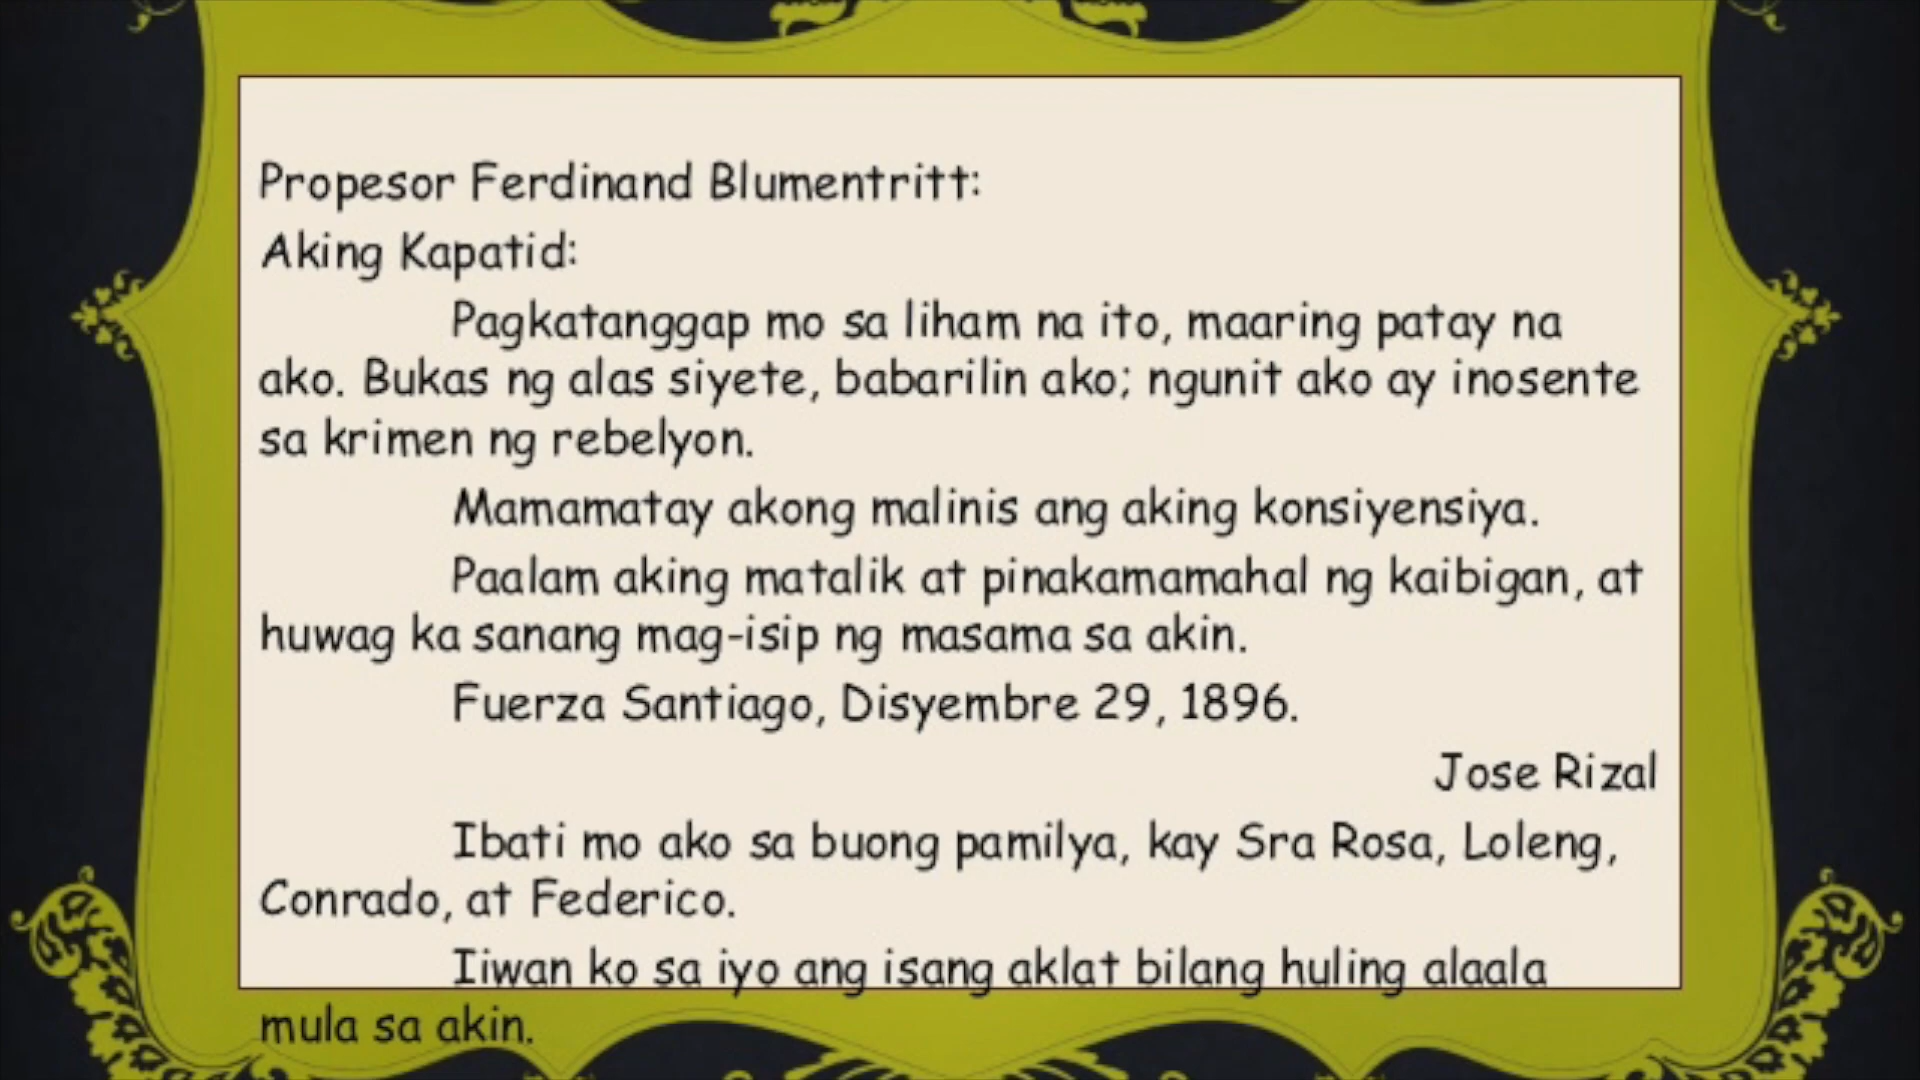 Propesor Ferdinand Blumentritt:
Aking Kapatid:
Pagkatanggap mo sa liham na ito, maaring patay na
ako. Bukas ng alas siyete, babarilin ako; ngunit ako ay inosente
sa krimen ng rebelyon.
Mamamatay akong malinis ang aking konsiyensiya.
Paalam aking matalik at pinakamamahal ng kaibigan, at
huwag ka sanang mag-isip ng masama sa akin.
Fuerza Santiago, Disyembre 29, 1896.
Jose Rizal
Ibati mo ako sa buong pamilya, kay Sra Rosa, Loleng,
Conrado, at Federico.
Iiwan ko sa iyo ang isang aklat bilang huling alaala
mula sa akin.